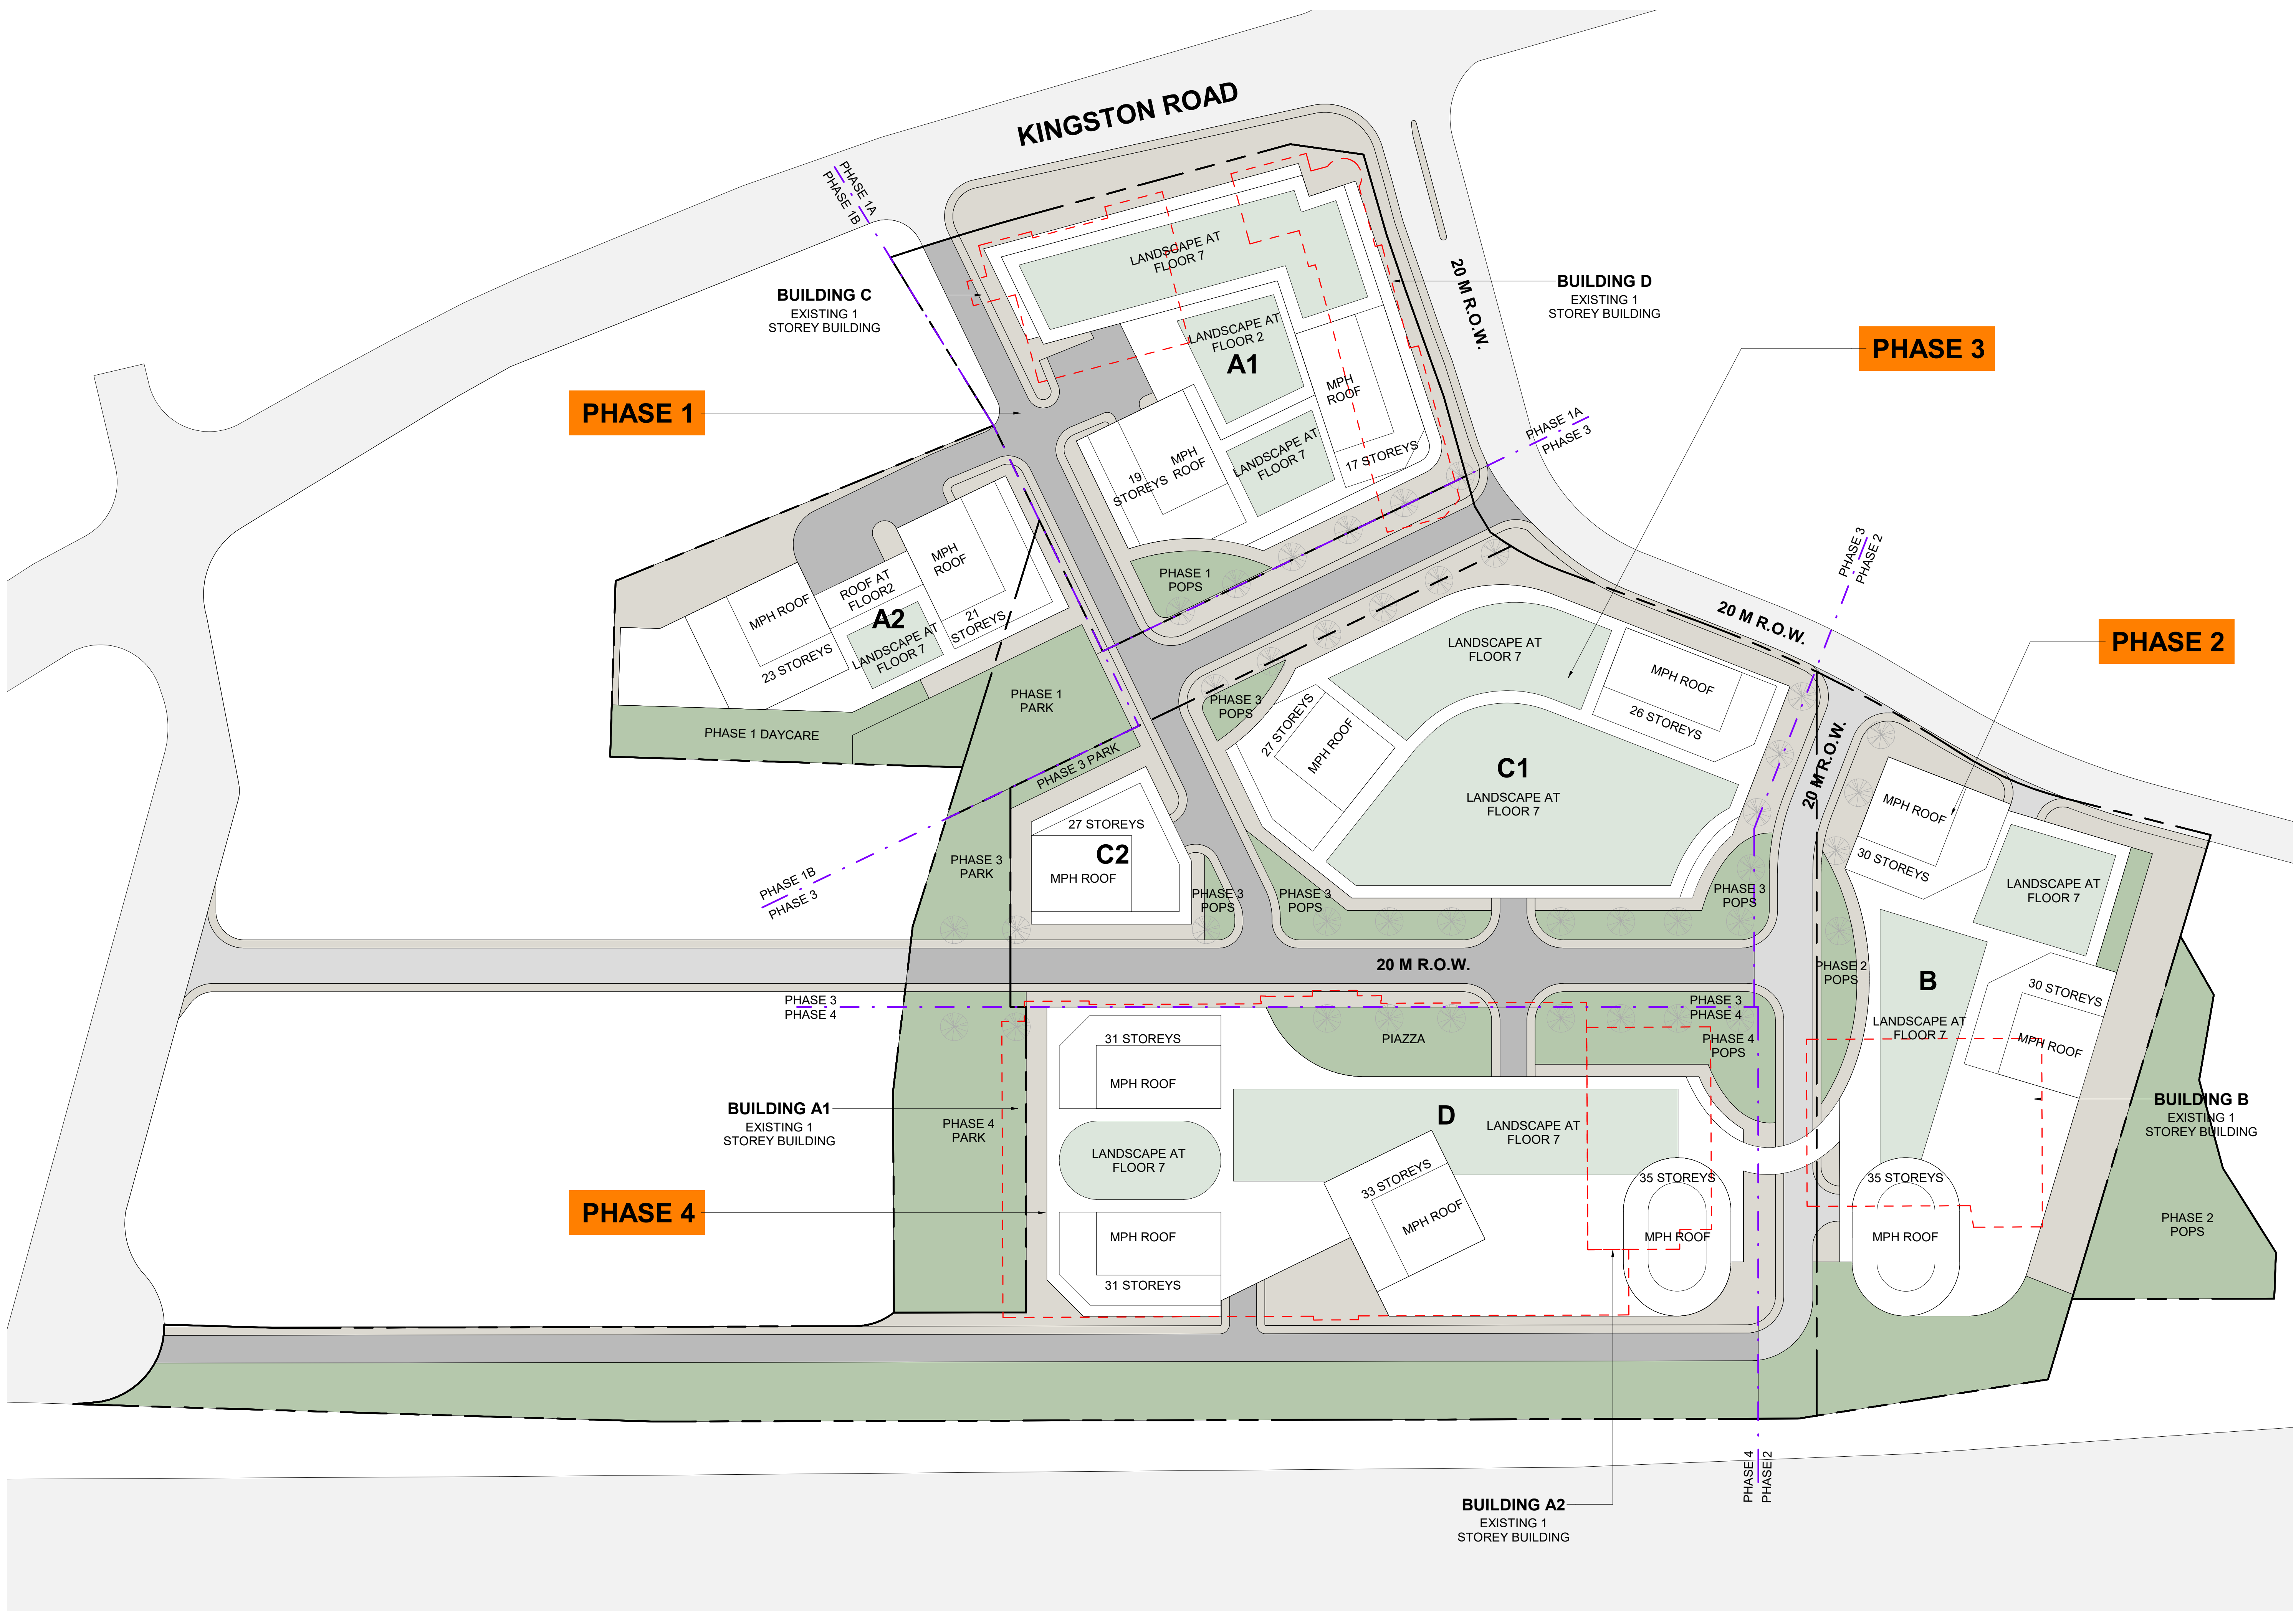 KINGSTON ROAD
PHASE 1A
PHASE 1B
LANDSCAPE AT
FLOOR 7
BUILDING C
EXISTING 1
STOREY BUILDING
BUILDING D
EXISTING 1
STOREY BUILDING
20 M R.O.W.
LANDSCAPE AT
FLOOR 2
A1
MPH
ROOF
PHASE 3
PHASE 1
PHASE 1A
PHASE 3
19
STOREYS
MPH
ROOF
LANDSCAPE AT
FLOOR 7
17 STOREYS
PHASE 1
POPS
MPH
ROOF
ROOF AT
FLOOR2
MPH ROOF
A2
21
STOREYS
LANDSCAPE AT
FLOOR 7
23 STOREYS
PHASE 3
PHASE 2
20 M R.O.W.
PHASE 2
LANDSCAPE AT
FLOOR 7
MPH ROOF
26 STOREYS
PHASE 1
PARK
PHASE 1 DAYCARE
PHASE 3
POPS
27 STOREYS
MPH ROOF
PHASE 3 PARK
C1
LANDSCAPE AT
FLOOR 7
20 M R.O.W.
MPH ROOF
30 STOREYS
27 STOREYS
C2
MPH ROOF
PHASE 3
PARK
PHASE 1B
PHASE 3
PHASE 3
POPS
PHASE 3
POPS
PHASE 3
POPS
LANDSCAPE AT
FLOOR 7
20 M R.O.W.
PHASE 2
POPS
B
30 STOREYS
MPH ROOF
LANDSCAPE AT
FLOOR 7
PHASE 3
PHASE 4
PHASE 3
PHASE 4
31 STOREYS
MPH ROOF
PIAZZA
PHASE 4
POPS
BUILDING A1
EXISTING 1
STOREY BUILDING
PHASE 4
PARK
D
LANDSCAPE AT
FLOOR 7
LANDSCAPE AT
FLOOR 7
BUILDING B
EXISTING 1
STOREY BUILDING
33 STOREYS
MPH ROOF
35 STOREYS
MPH ROOF
35 STOREYS
MPH ROOF
PHASE 4
MPH ROOF
31 STOREYS
PHASE 2
POPS
PHASE 4
PHASE 2
BUILDING A2
EXISTING 1
STOREY BUILDING